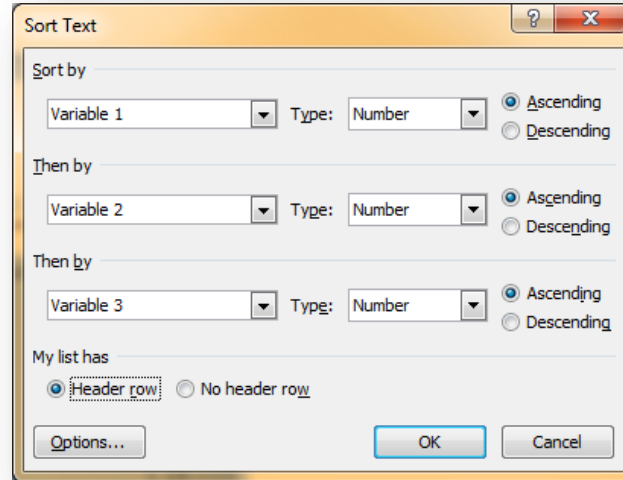 Sort Text
Sort by
Variable 1 Type: Number Ascending
Descending
Then by
Variable 2 Type: Number Ascending
Descending
Then by
Variable 3 Type: Number Ascending
Descending
My list has
Header row No header row
Options... OK Cancel